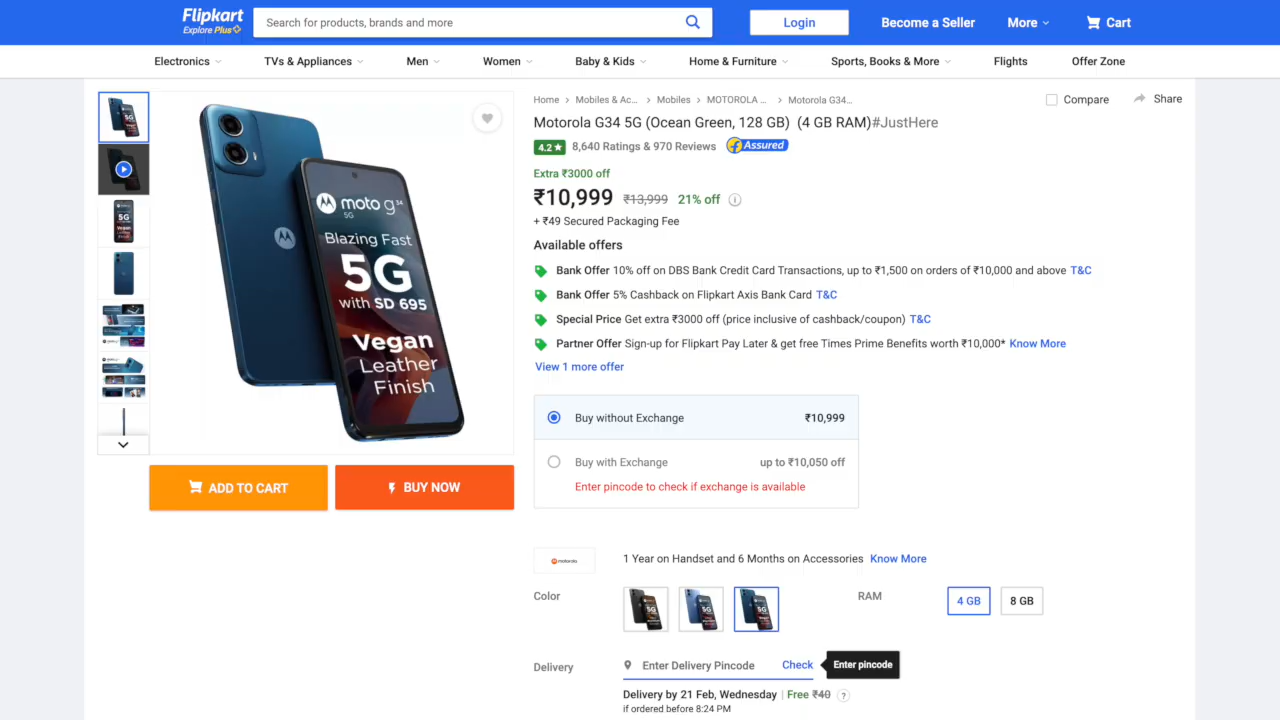 Flipkart
Explore Plus
Search for products, brands and more
Login
Become a Seller
More
Cart
Electronics
TVs & Appliances
Men
Women
Baby & Kids
Home & Furniture
Sports, Books & More
Flights
Offer Zone
moto g34
5G
Blazing Fast
5G
with SD 695
Vegan
Leather
Finish
ADD TO CART
BUY NOW
Home
Mobiles & Ac...
Mobiles
MOTOROLA ...
Motorola G34...
Compare
Share
Motorola G34 5G (Ocean Green, 128 GB) (4 GB RAM)#JustHere
4.2★ 8,640 Ratings & 970 Reviews Assured
Extra ₹3000 off
₹10,999 ₹13,999 21% off
+ ₹49 Secured Packaging Fee
Available offers
Bank Offer 10% off on DBS Bank Credit Card Transactions, up to ₹1,500 on orders of ₹10,000 and above T&C
Bank Offer 5% Cashback on Flipkart Axis Bank Card T&C
Special Price Get extra ₹3000 off (price inclusive of cashback/coupon) T&C
Partner Offer Sign-up for Flipkart Pay Later & get free Times Prime Benefits worth ₹10,000* Know More
View 1 more offer
Buy without Exchange ₹10,999
Buy with Exchange up to ₹10,050 off
Enter pincode to check if exchange is available
motorola
1 Year on Handset and 6 Months on Accessories Know More
Color
RAM
4 GB
8 GB
Delivery
Enter Delivery Pincode
Check
Enter pincode
Delivery by 21 Feb, Wednesday | Free ₹40 ?
if ordered before 8:24 PM